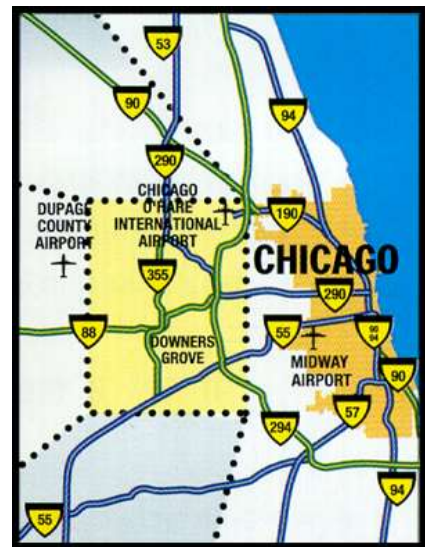 53
90
94
290
CHICAGO
O'HARE
INTERNATIONAL
AIRPORT
190
DUPAGE
COUNTY
AIRPORT
CHICAGO
355
290
88
DOWNERS
GROVE
55
90
94
MIDWAY
AIRPORT
90
57
294
55
94